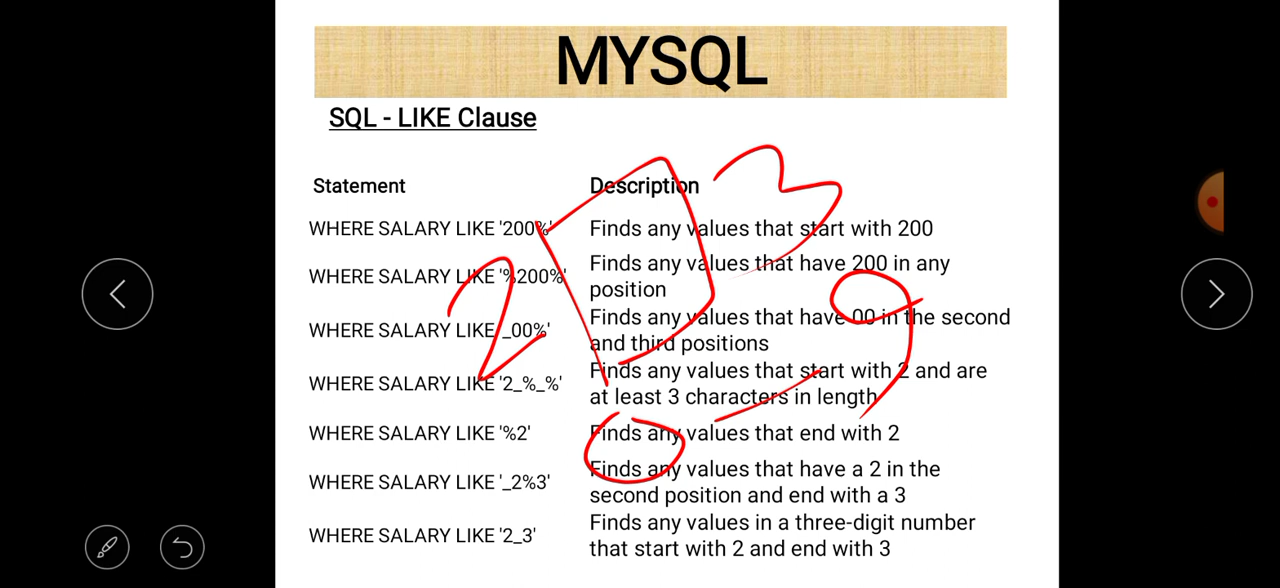 MYSQL
SQL - LIKE Clause
Statement Description
WHERE SALARY LIKE '200%' Finds any values that start with 200
WHERE SALARY LIKE '%200%' Finds any values that have 200 in any
position
WHERE SALARY LIKE '_00%' Finds any values that have 00 in the second
and third positions
WHERE SALARY LIKE '2_%_%' Finds any values that start with 2 and are
at least 3 characters in length
WHERE SALARY LIKE '%2' Finds any values that end with 2
WHERE SALARY LIKE '_2%3' Finds any values that have a 2 in the
second position and end with a 3
WHERE SALARY LIKE '2_3' Finds any values in a three-digit number
that start with 2 and end with 3